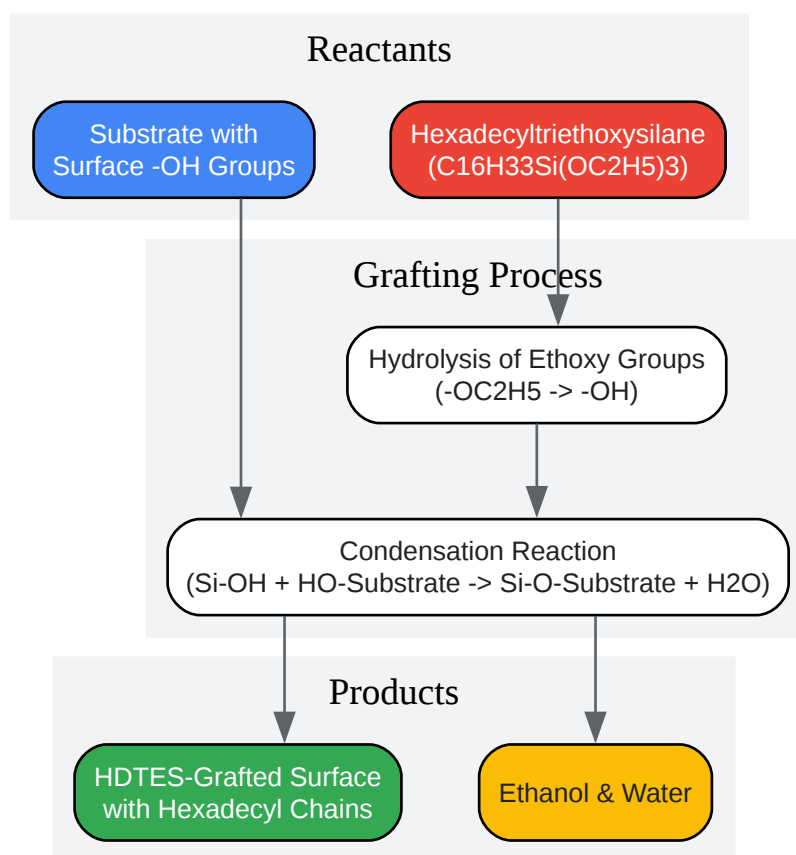 Reactants
Substrate with
Surface -OH Groups
Hexadecyltriethoxysilane
(C16H33Si(OC2H5)3)
Grafting Process
Hydrolysis of Ethoxy Groups
(-OC2H5 -> -OH)
Condensation Reaction
(Si-OH + HO-Substrate -> Si-O-Substrate + H2O)
Products
HDTES-Grafted Surface
with Hexadecyl Chains
Ethanol & Water